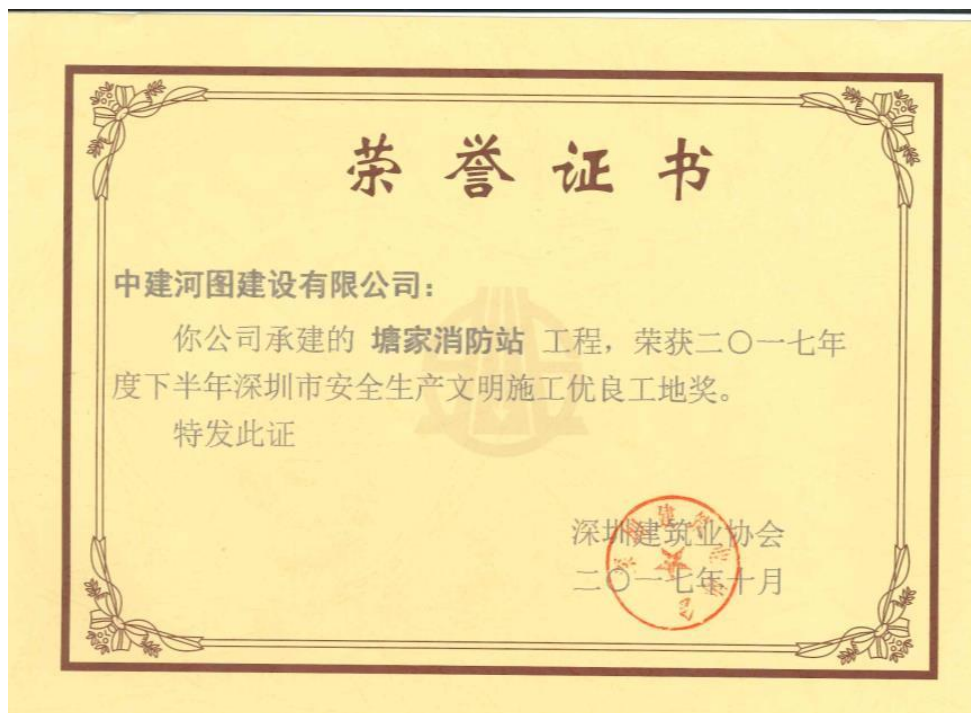 荣誉证书
中建河图建设有限公司：
你公司承建的 塘家消防站 工程，荣获二〇一七年
度下半年深圳市安全生产文明施工优良工地奖。
特发此证
深圳建筑业协会
二〇一七年十月